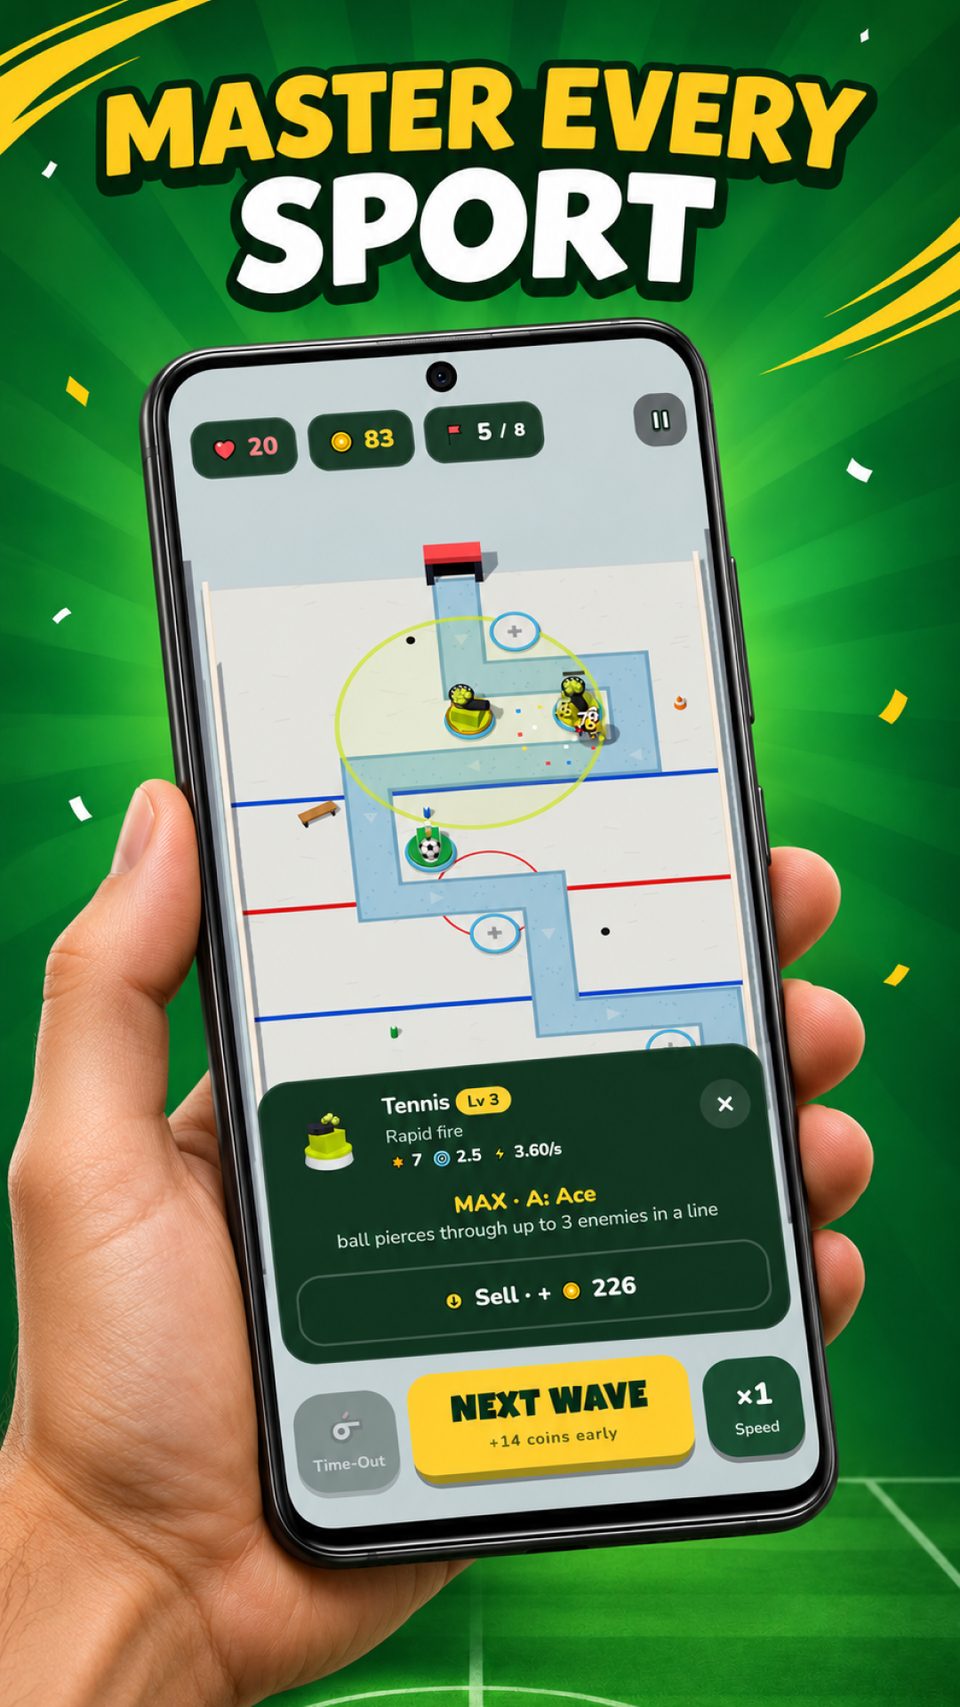 MASTER EVERY
SPORT
20
83
5 / 8
78
Tennis Lv 3
Rapid fire
7 2.5 3.60/s
MAX · A: Ace
ball pierces through up to 3 enemies in a line
Sell · + 226
Time-Out
NEXT WAVE
+14 coins early
×1
Speed